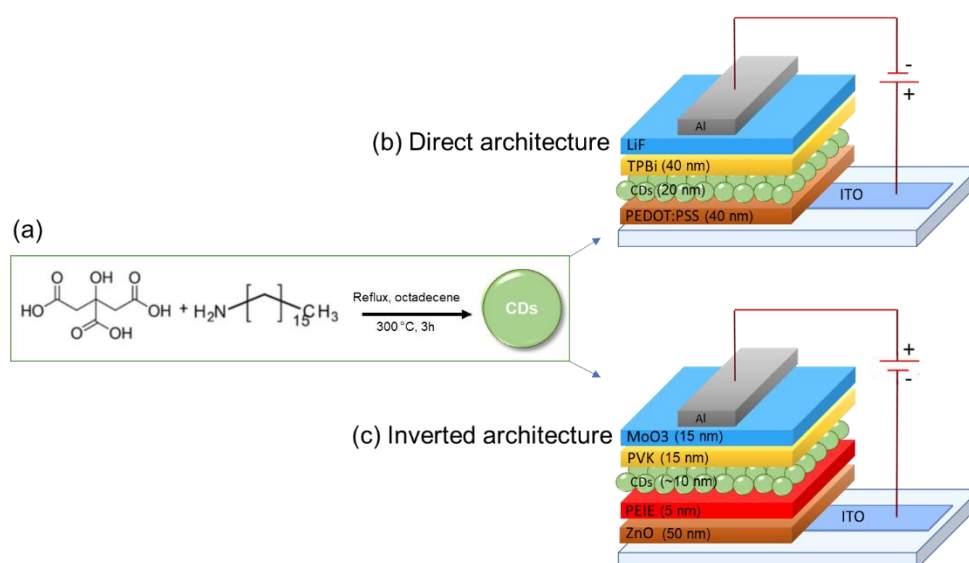 (a)
O
OH
O
HO
OH
O
OH
+
H2N
15
CH3
Reflux, octadecene
300 °C, 3h
CDs
(b) Direct architecture
Al
LiF
TPBi (40 nm)
CDs (20 nm)
PEDOT:PSS (40 nm)
ITO
-
+
(c) Inverted architecture
Al
MoO3 (15 nm)
PVK (15 nm)
CDs (~10 nm)
PEIE (5 nm)
ZnO (50 nm)
ITO
+
-